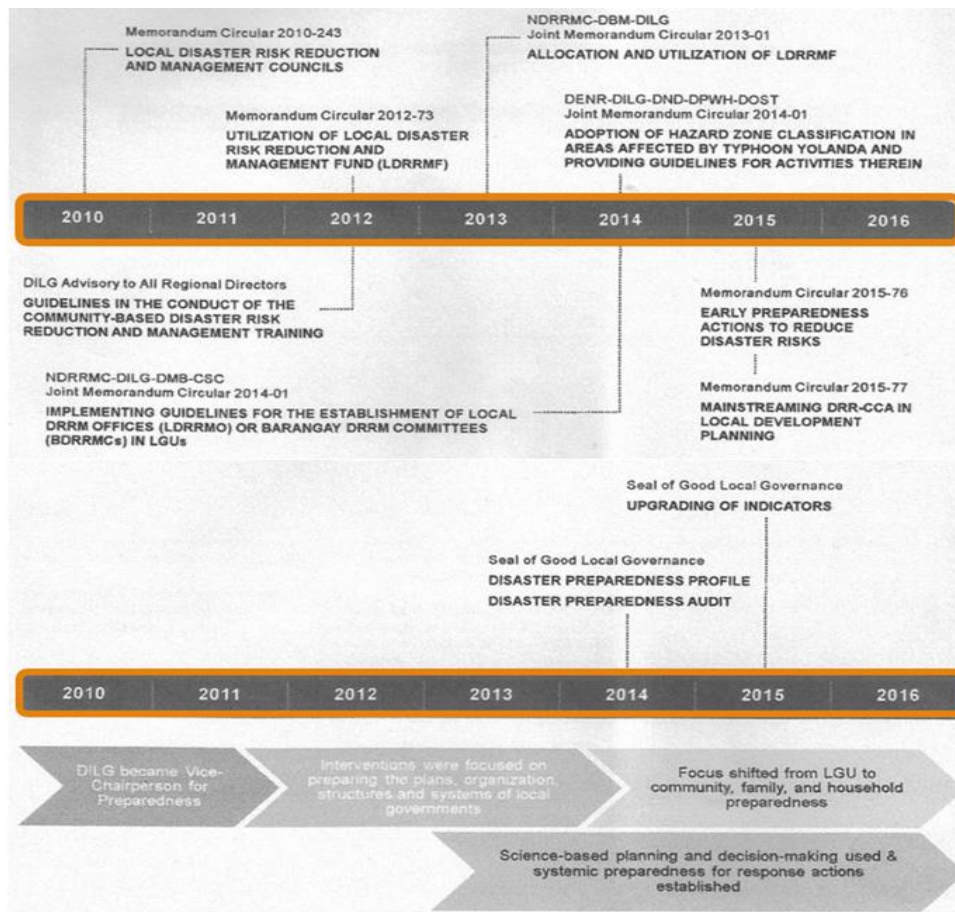 Memorandum Circular 2010-243
LOCAL DISASTER RISK REDUCTION
AND MANAGEMENT COUNCILS
NDRRMC-DBM-DILG
Joint Memorandum Circular 2013-01
ALLOCATION AND UTILIZATION OF LDRRMF
Memorandum Circular 2012-73
UTILIZATION OF LOCAL DISASTER
RISK REDUCTION AND
MANAGEMENT FUND (LDRRMF)
DENR-DILG-DND-DPWH-DOST
Joint Memorandum Circular 2014-01
ADOPTION OF HAZARD ZONE CLASSIFICATION IN
AREAS AFFECTED BY TYPHOON YOLANDA AND
PROVIDING GUIDELINES FOR ACTIVITIES THEREIN
2010 2011 2012 2013 2014 2015 2016
DILG Advisory to All Regional Directors
GUIDELINES IN THE CONDUCT OF THE
COMMUNITY-BASED DISASTER RISK
REDUCTION AND MANAGEMENT TRAINING
NDRRMC-DILG-DMB-CSC
Joint Memorandum Circular 2014-01
IMPLEMENTING GUIDELINES FOR THE ESTABLISHMENT OF LOCAL
DRRM OFFICES (LDRRMO) OR BARANGAY DRRM COMMITTEES
(BDRRMCs) IN LGUs
Memorandum Circular 2015-76
EARLY PREPAREDNESS
ACTIONS TO REDUCE
DISASTER RISKS
Memorandum Circular 2015-77
MAINSTREAMING DRR-CCA IN
LOCAL DEVELOPMENT
PLANNING
Seal of Good Local Governance
UPGRADING OF INDICATORS
Seal of Good Local Governance
DISASTER PREPAREDNESS PROFILE
DISASTER PREPAREDNESS AUDIT
2010 2011 2012 2013 2014 2015 2016
DILG became Vice-
Chairperson for
Preparedness
Interventions were focused on
preparing the plans, organization,
structures and systems of local
governments
Focus shifted from LGU to
community, family, and household
preparedness
Science-based planning and decision-making used &
systemic preparedness for response actions
established